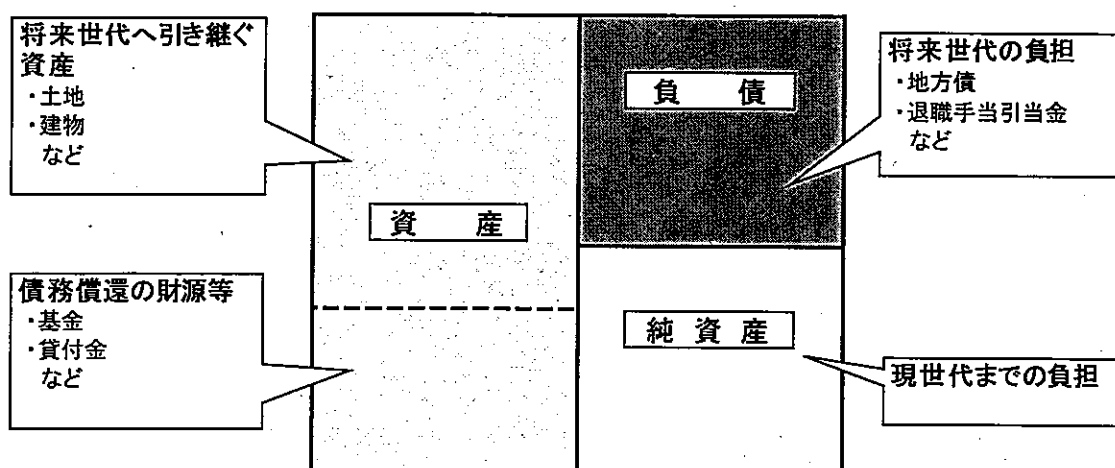 将来世代へ引き継ぐ
資産
・土地
・建物
など
負　債
将来世代の負担
・地方債
・退職手当引当金
など
資　産
債務償還の財源等
・基金
・貸付金
など
純 資 産
現世代までの負担